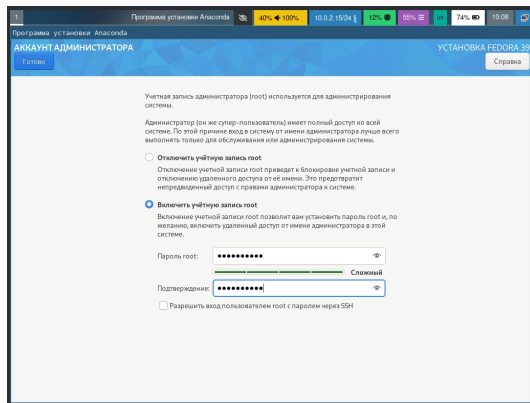 1 Программа установки Anaconda 40% 100% 10.0.2.15/24 12% 55% us 74% 10:08
Программа установки Anaconda
АККАУНТ АДМИНИСТРАТОРА УСТАНОВКА FEDORA 39
Готово Справка
Учетная запись администратора (root) используется для администрирования
системы.
Администратор (он же супер-пользователь) имеет полный доступ ко всей
системе. По этой причине вход в систему от имени администратора лучше всего
выполнять только для обслуживания или администрирования системы.
Отключить учётную запись root
Отключение учетной записи root приведет к блокировке учетной записи и
отключению удаленного доступа от её имени. Это предотвратит
непредвиденный доступ с правами администратора к системе.
Включить учётную запись root
Включение учетной записи root позволит вам установить пароль root и, по
желанию, включить удаленный доступ от имени администратора в этой
системе.
Пароль root: ●●●●●●●●●●
Сложный
Подтверждение: ●●●●●●●●●●
Разрешить вход пользователем root с паролем через SSH